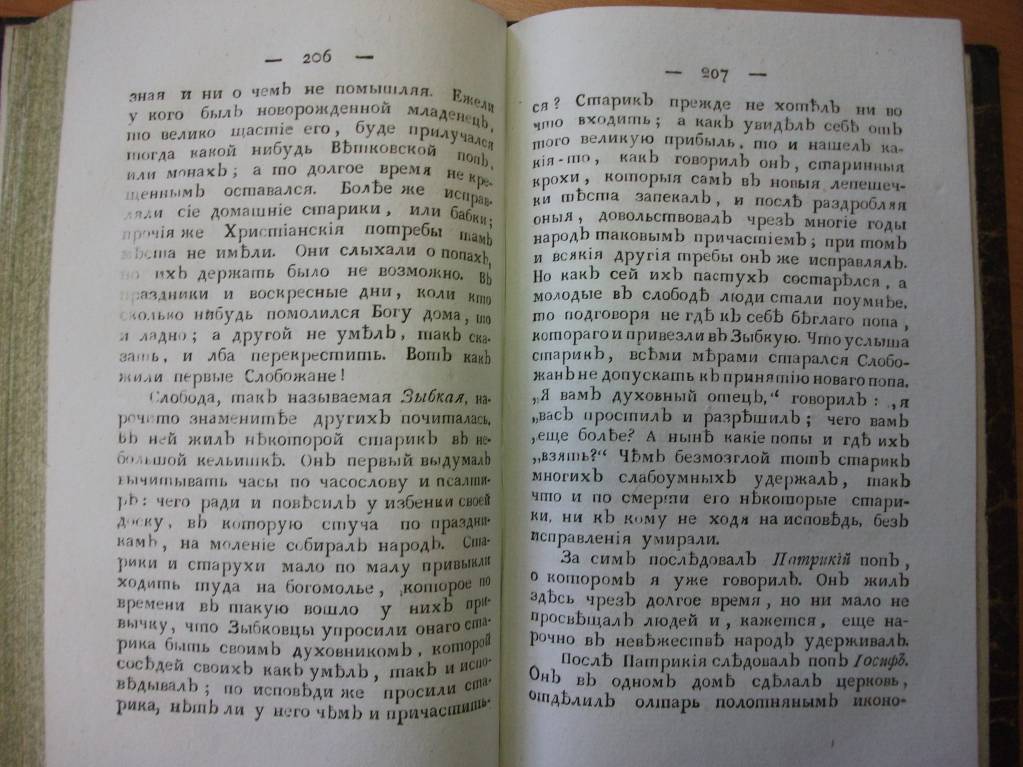 — 206 —
зная и ни о чемЪ не помышляя. Ежели
у кого былЪ новорожденной младенецЪ,
то велико щастіе его, буде прилучался
тогда какой нибудь Вѣтковской попЪ,
или монахЪ; а то долгое время не кре-
щеннымЪ оставался. Болѣе же исправ-
ляли сіе домашніе старики, или бабки;
прочія же Христіанскія потребы тамЪ
мѣста не имѣли. Они слыхали о попахЪ,
но ихЪ держать было не возможно. ВЪ
праздники и воскресные дни, коли кто
сколько нибудь помолился Богу дома, то
и ладно; а другой не умѣлЪ, такЪ ска-
зать, и лба перекрестить. ВотЪ какЪ
жили первые Слобожане!
Слобода, такЪ называемая Зыбкая, на-
рочито знаменитѣе другихЪ почиталась.
ВЪ ней жилЪ нѣкоторой старикЪ вЪ не-
большой кельишкѣ. ОнЪ первый выдумалЪ
вычитывать часы по часослову и псалти-
рѣ: чего ради и повѣсилЪ у избенки своей
доску, вЪ которую стуча по праздни-
камЪ, на моленіе собиралЪ народЪ. Ста-
рики и старухи мало по малу привыкли
ходить туда на богомолье, которое по
времени вЪ такую вошло у нихЪ при-
вычку, что Зыбковцы упросили онаго ста-
рика быть своимЪ духовникомЪ, которой
сосѣдей своихЪ какЪ умѣлЪ, такЪ и испо-
вѣдывалЪ; по исповѣди же просили ста-
рика, нѣтЪ ли у него чѣмЪ и причастить-
— 207 —
ся? СтарикЪ прежде не хотѣлЪ ни во
что входить; а какЪ увидѣлЪ себѣ отЪ
того великую прибыль, то и нашелЪ ка-
кія-то, какЪ говорилЪ онЪ, старинныя
крохи, которыя самЪ вЪ новыя лепешеч-
ки тѣста запекалЪ, и послѣ раздробляя
оныя, довольствовалЪ чрезЪ многіе годы
народЪ таковымЪ причастіемЪ; при томЪ
и всякія другія требы онЪ же исправлялЪ.
Но какЪ сей ихЪ пастухЪ состарѣлся, а
молодые вЪ слободѣ люди стали поумнѣе,
то подговоря не гдѣ кЪ себѣ бѣглаго попа,
котораго и привезли вЪ Зыбкую. Что услыша
старикЪ, всѣми мѣрами старался Слобо-
жанЪ не допускать кЪ принятію новаго попа.
„Я вамЪ духовный отецЪ,“ говорилЪ: „я
„васЪ простилЪ и разрѣшилЪ; чего вамЪ
„еще болѣе? А нынѣ какіе попы и гдѣ ихЪ
„взять?“ ЧѣмЪ безмозглой тотЪ старикЪ
многихЪ слабоумныхЪ удержалЪ, такЪ
что и по смерти его нѣкоторые стари-
ки, ни кЪ кому не ходя на исповѣдь, безЪ
исправленія умирали.
За симЪ послѣдовалЪ Патрикій попЪ,
о которомЪ я уже говорилЪ. ОнЪ жилЪ
здѣсь чрезЪ долгое время, но ни мало не
просвѣщалЪ людей и, кажется, еще на-
рочно вЪ невѣжествѣ народЪ удерживалЪ.
Послѣ Патрикія слѣдовалЪ попЪ Іосифъ.
ОнЪ вЪ одномЪ домѣ сдѣлалЪ церковь,
отдѣлилЪ олтарь полотнянымЪ иконо-